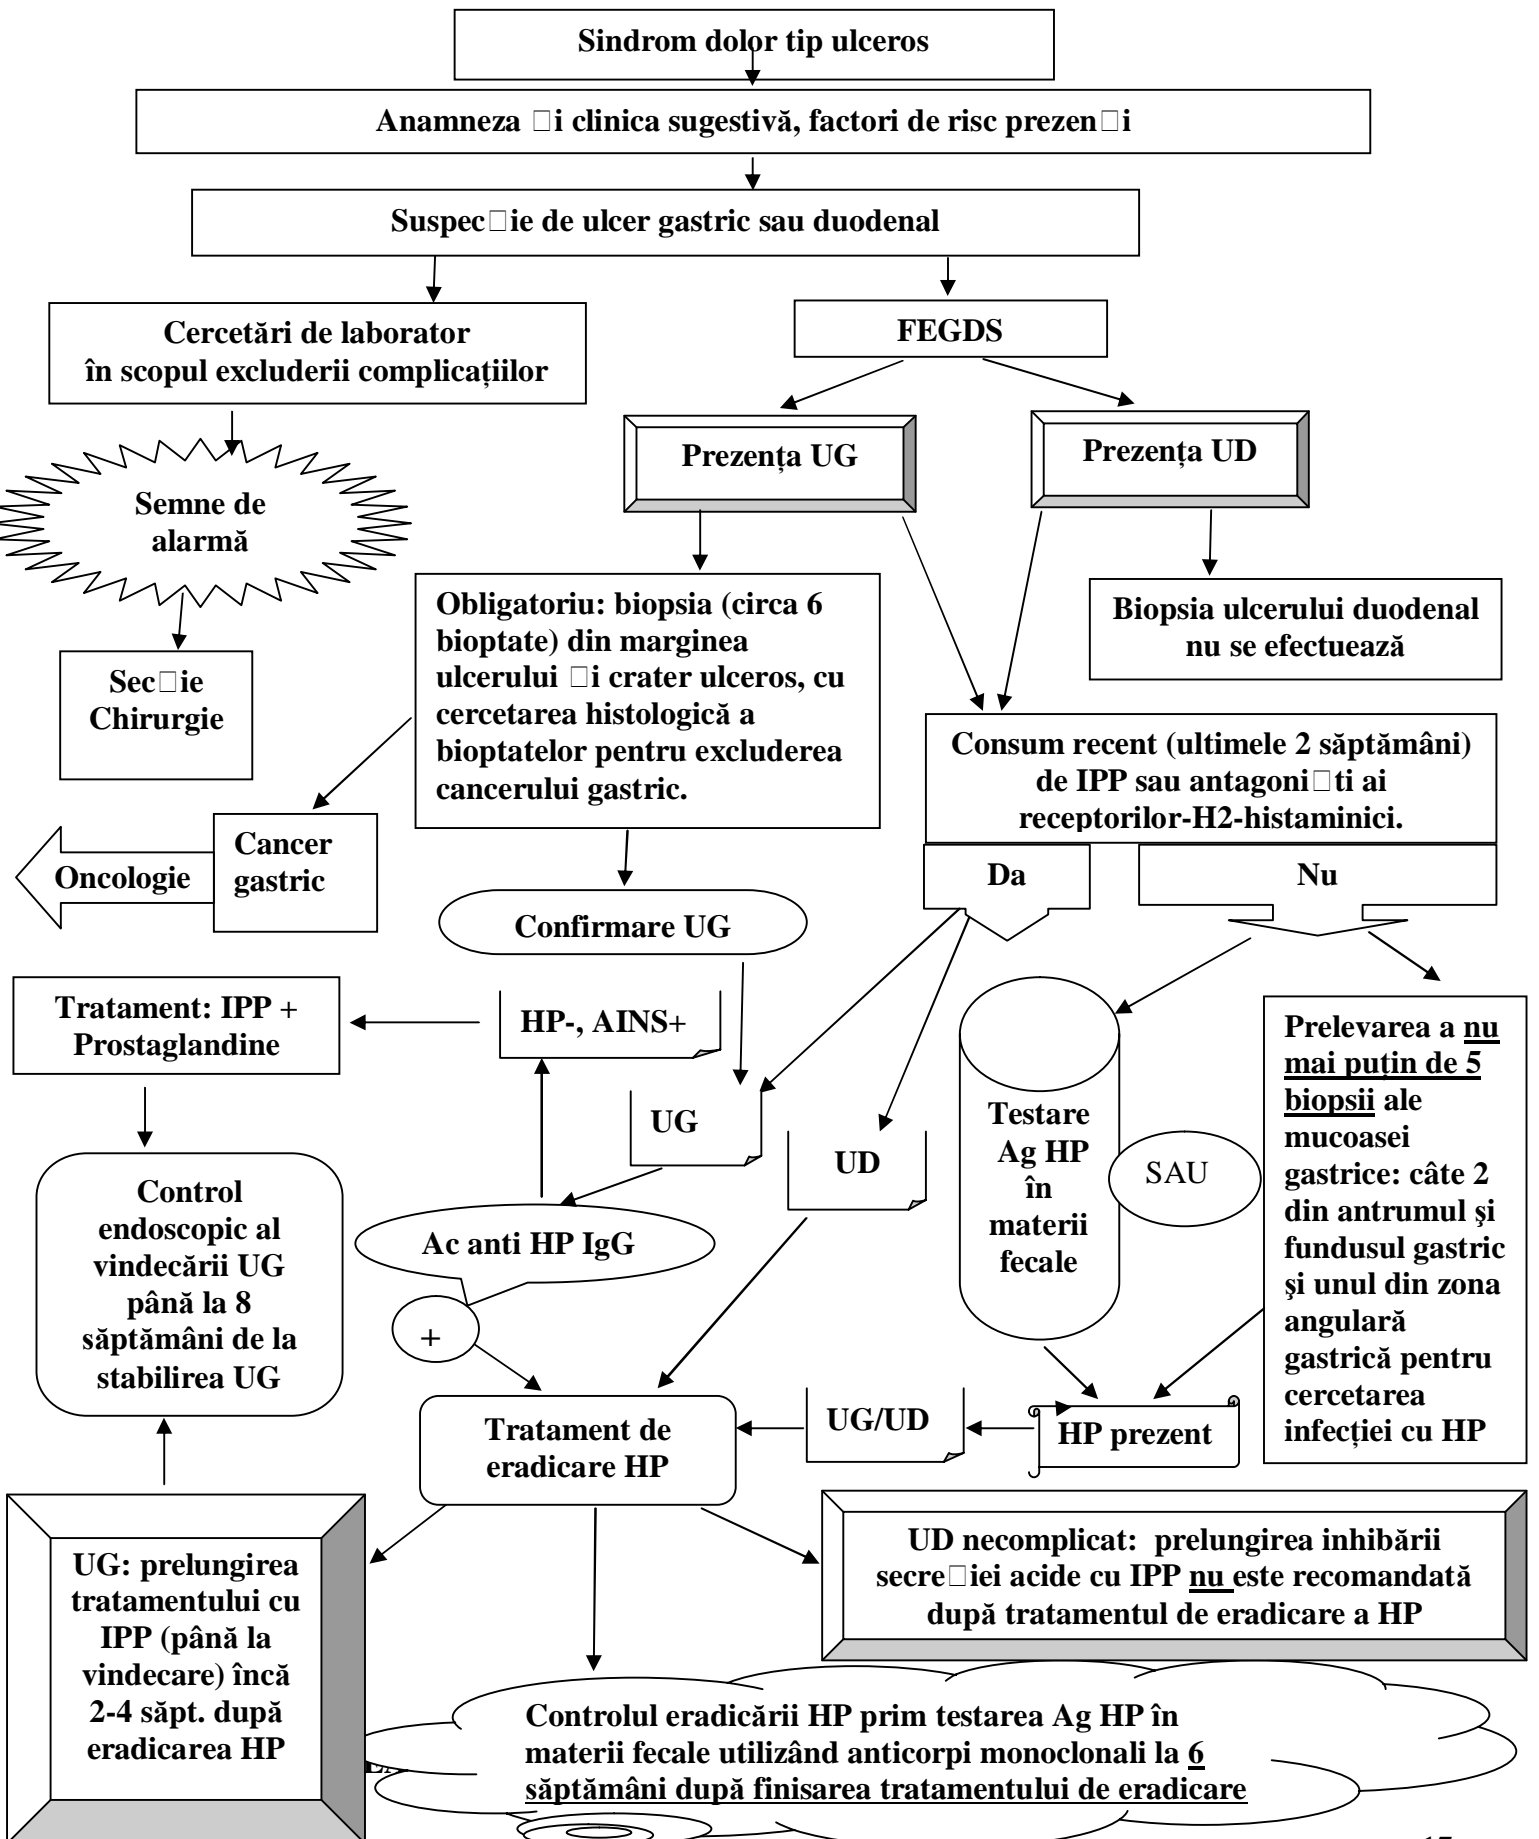 Sindrom dolor tip ulceros
Anamneza □i clinica sugestivă, factori de risc prezen□i
Suspec□ie de ulcer gastric sau duodenal
Cercetări de laborator
în scopul excluderii complicațiilor
FEGDS
Prezența UG
Prezența UD
Semne de
alarmă
Secție
Chirurgie
Obligatoriu: biopsia (circa 6
bioptate) din marginea
ulcerului □i crater ulceros, cu
cercetarea histologică a
bioptatelor pentru excluderea
cancerului gastric.
Biopsia ulcerului duodenal
nu se efectuează
Consum recent (ultimele 2 săptămâni)
de IPP sau antagoni□ti ai
receptorilor-H2-histaminici.
Da
Nu
Cancer
gastric
Oncologie
Confirmare UG
Tratament: IPP +
Prostaglandine
HP-, AINS+
UG
UD
Testare
Ag HP
în
materii
fecale
SAU
Prelevarea a nu
mai puțin de 5
biopsii ale
mucoasei
gastrice: câte 2
din antrumul şi
fundusul gastric
şi unul din zona
angulară
gastrică pentru
cercetarea
infecției cu HP
Control
endoscopic al
vindecării UG
până la 8
săptămâni de la
stabilirea UG
Ac anti HP IgG
+
Tratament de
eradicare HP
UG/UD
HP prezent
UG: prelungirea
tratamentului cu
IPP (până la
vindecare) încă
2-4 săpt. după
eradicarea HP
UD necomplicat: prelungirea inhibării
secre□iei acide cu IPP nu este recomandată
după tratamentul de eradicare a HP
Controlul eradicării HP prim testarea Ag HP în
materii fecale utilizând anticorpi monoclonali la 6
săptămâni după finisarea tratamentului de eradicare